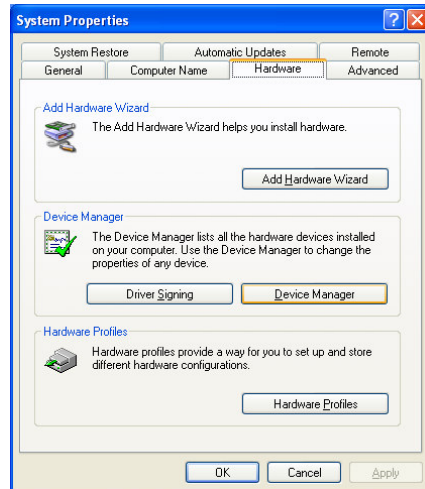 System Properties
System Restore Automatic Updates Remote
General Computer Name Hardware Advanced
Add Hardware Wizard
The Add Hardware Wizard helps you install hardware.
Add Hardware Wizard
Device Manager
The Device Manager lists all the hardware devices installed
on your computer. Use the Device Manager to change the
properties of any device.
Driver Signing Device Manager
Hardware Profiles
Hardware profiles provide a way for you to set up and store
different hardware configurations.
Hardware Profiles
OK Cancel Apply